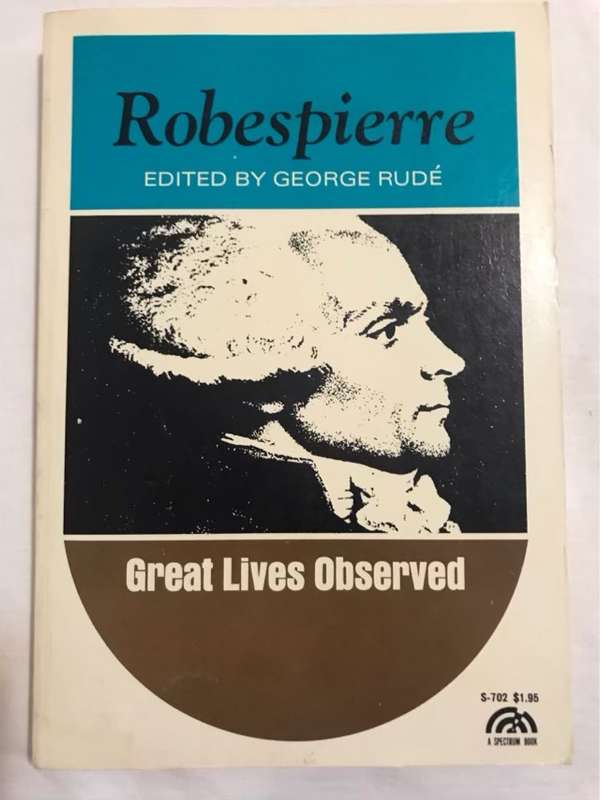 Robespierre
EDITED BY GEORGE RUDÉ
Great Lives Observed
S-702 $1.95
A SPECTRUM BOOK